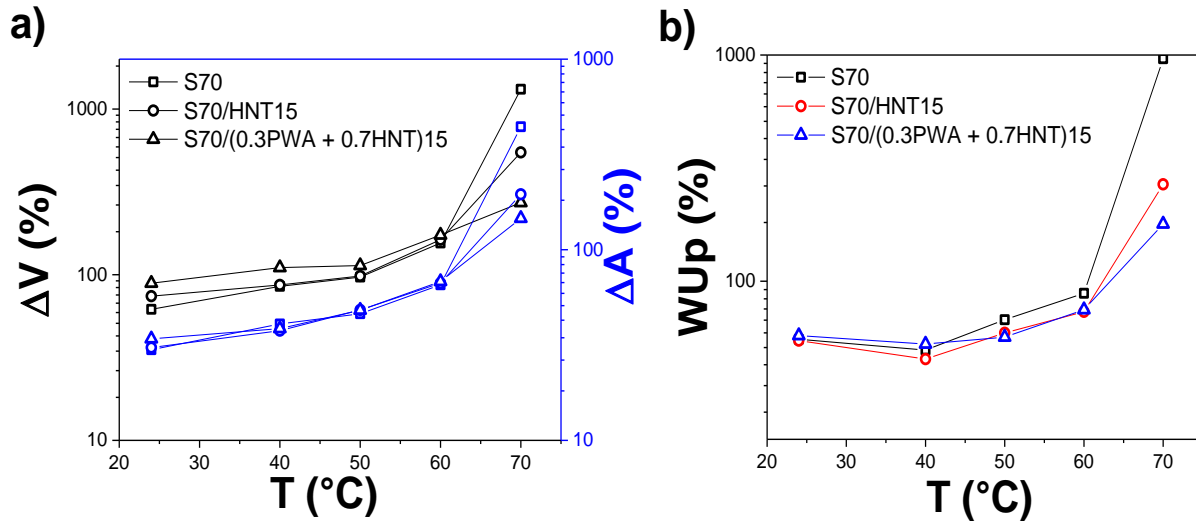 a)
S70
S70/HNT15
S70/(0.3PWA + 0.7HNT)15
1000
100
10
ΔV (%)
20 30 40 50 60 70
T (°C)
1000
100
10
ΔA (%)
b)
S70
S70/HNT15
S70/(0.3PWA + 0.7HNT)15
1000
100
WUp (%)
20 30 40 50 60 70
T (°C)